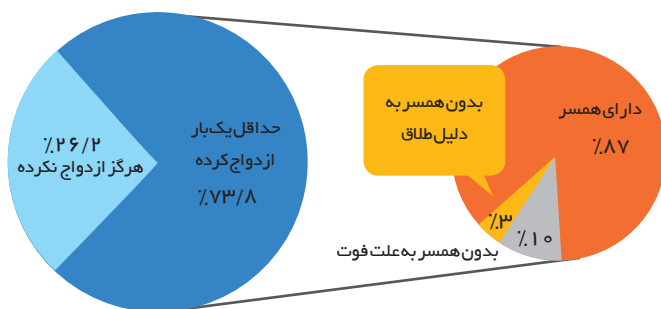 حداقل یک بار
ازدواج کرده
٪۷۳/۸
٪۲۶/۲
هرگز ازدواج نکرده
دارای همسر
٪۸۷
بدون همسر به
دلیل طلاق
٪۳
٪۱۰
بدون همسر به علت فوت